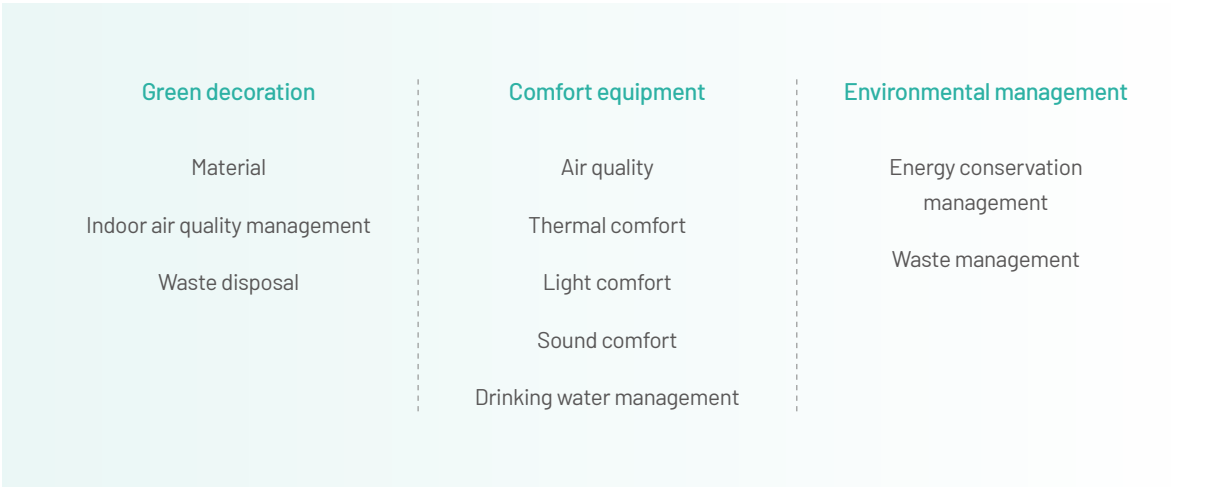 Green decoration
Material
Indoor air quality management
Waste disposal
Comfort equipment
Air quality
Thermal comfort
Light comfort
Sound comfort
Drinking water management
Environmental management
Energy conservation
management
Waste management